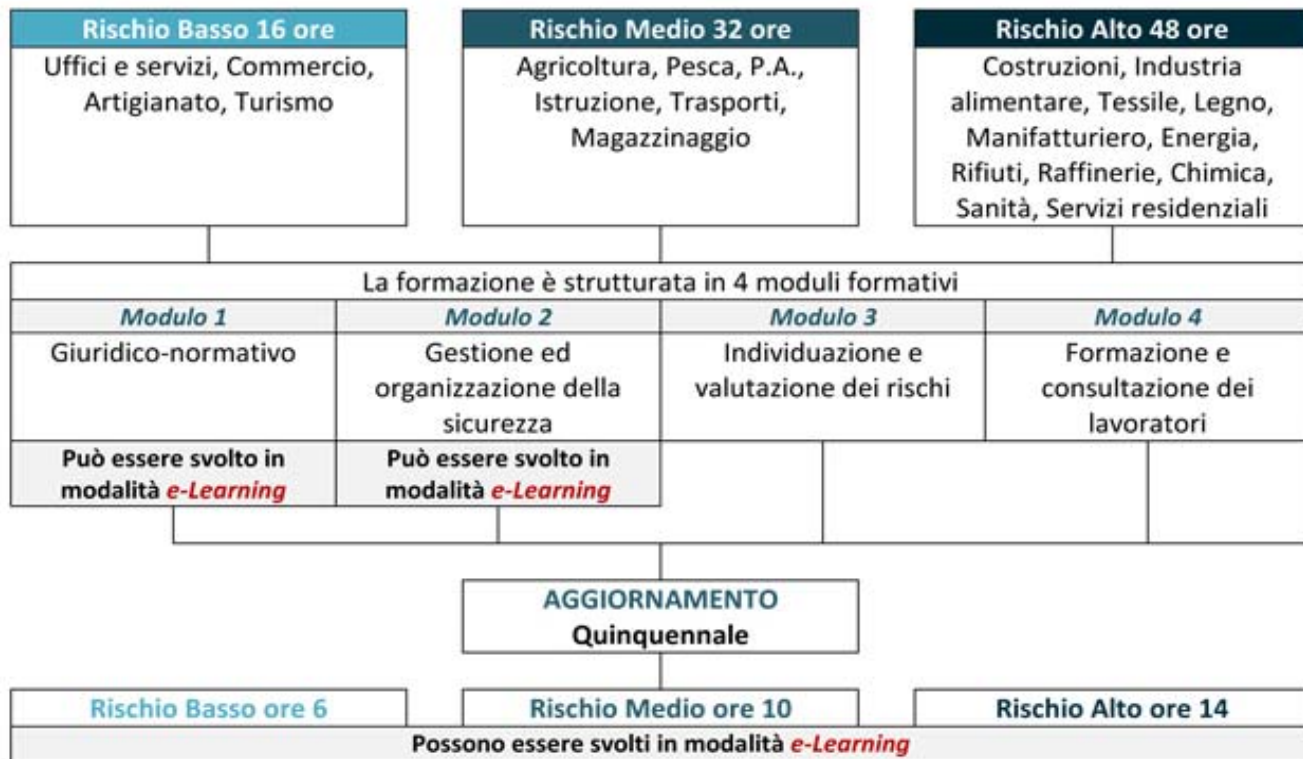 Rischio Basso 16 ore
Uffici e servizi, Commercio,
Artigianato, Turismo
Rischio Medio 32 ore
Agricoltura, Pesca, P.A.,
Istruzione, Trasporti,
Magazzinaggio
Rischio Alto 48 ore
Costruzioni, Industria
alimentare, Tessile, Legno,
Manifatturiero, Energia,
Rifiuti, Raffinerie, Chimica,
Sanità, Servizi residenziali
La formazione è strutturata in 4 moduli formativi
Modulo 1
Giuridico-normativo
Può essere svolto in
modalità e-Learning
Modulo 2
Gestione ed
organizzazione della
sicurezza
Può essere svolto in
modalità e-Learning
Modulo 3
Individuazione e
valutazione dei rischi
Modulo 4
Formazione e
consultazione dei
lavoratori
AGGIORNAMENTO
Quinquennale
Rischio Basso ore 6
Rischio Medio ore 10
Rischio Alto ore 14
Possono essere svolti in modalità e-Learning